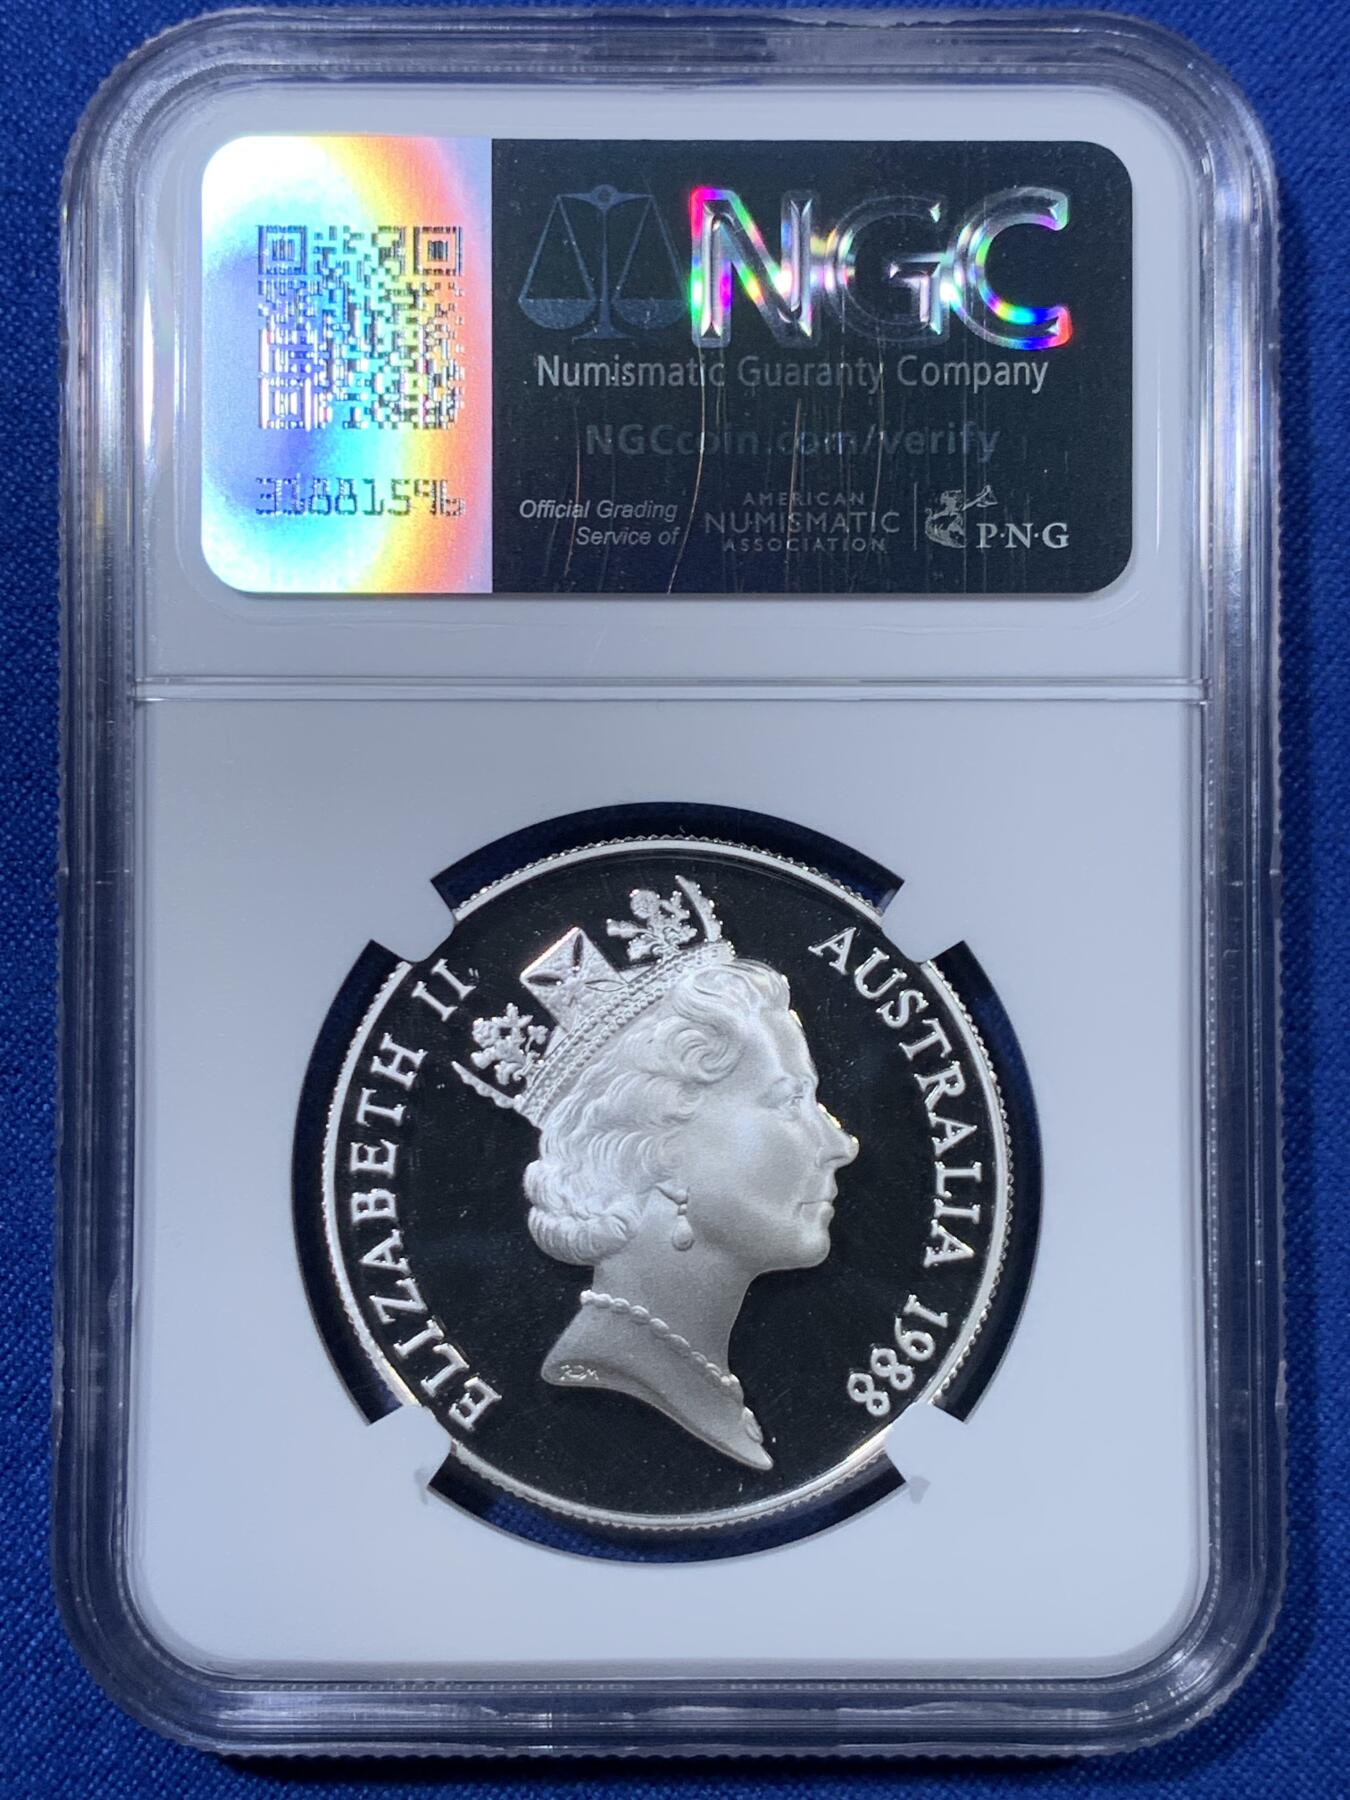 NGC
Numismatic Guaranty Company
NGCcoin.com/verify
31881596
Official Grading
Service of
AMERICAN
NUMISMATIC
ASSOCIATION
P·N·G
ELIZABETH II
AUSTRALIA 1988
RDM